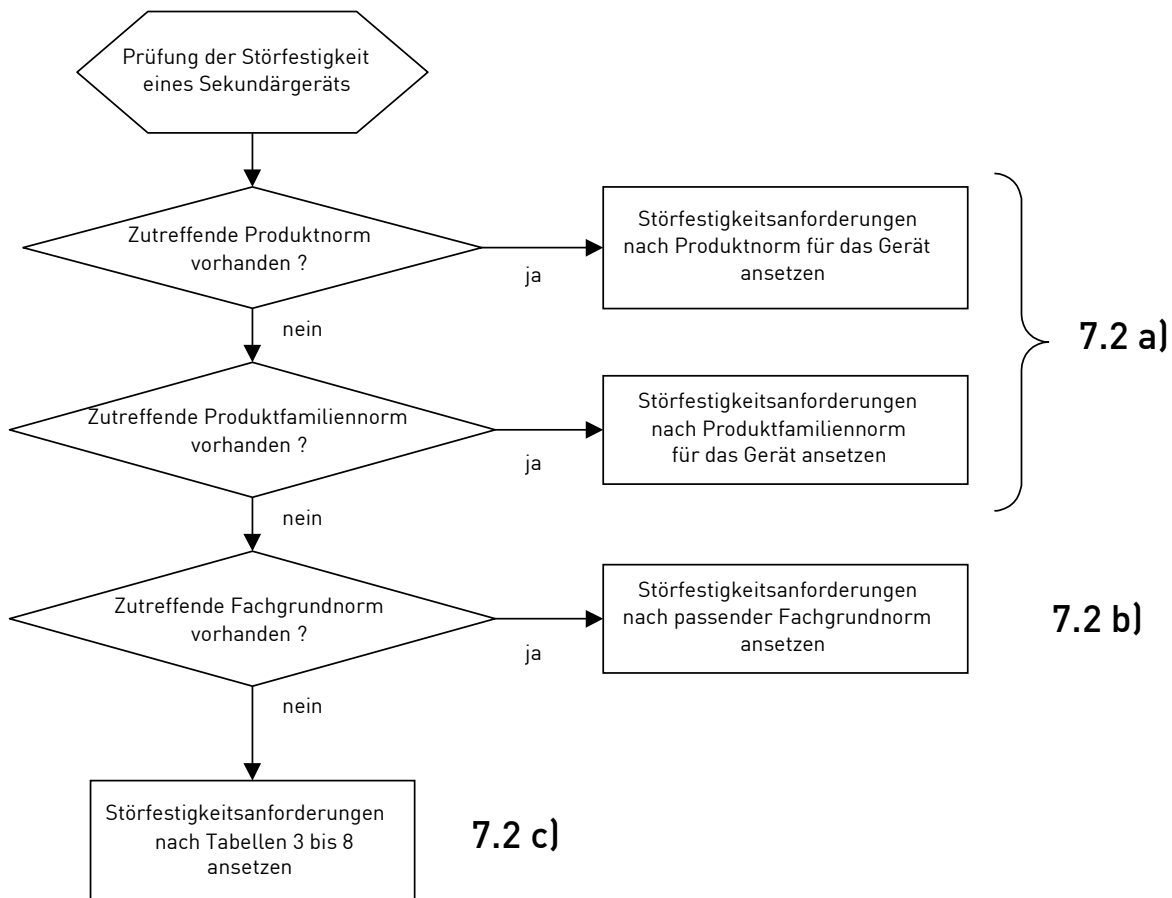 Prüfung der Störfestigkeit
eines Sekundärgeräts
Zutreffende Produktnorm
vorhanden ?
ja
Störfestigkeitsanforderungen
nach Produktnorm für das Gerät
ansetzen
nein
7.2 a)
Zutreffende Produktfamiliennorm
vorhanden ?
ja
Störfestigkeitsanforderungen
nach Produktfamiliennorm
für das Gerät ansetzen
nein
Zutreffende Fachgrundnorm
vorhanden ?
ja
Störfestigkeitsanforderungen
nach passender Fachgrundnorm
ansetzen
7.2 b)
nein
Störfestigkeitsanforderungen
nach Tabellen 3 bis 8
ansetzen
7.2 c)